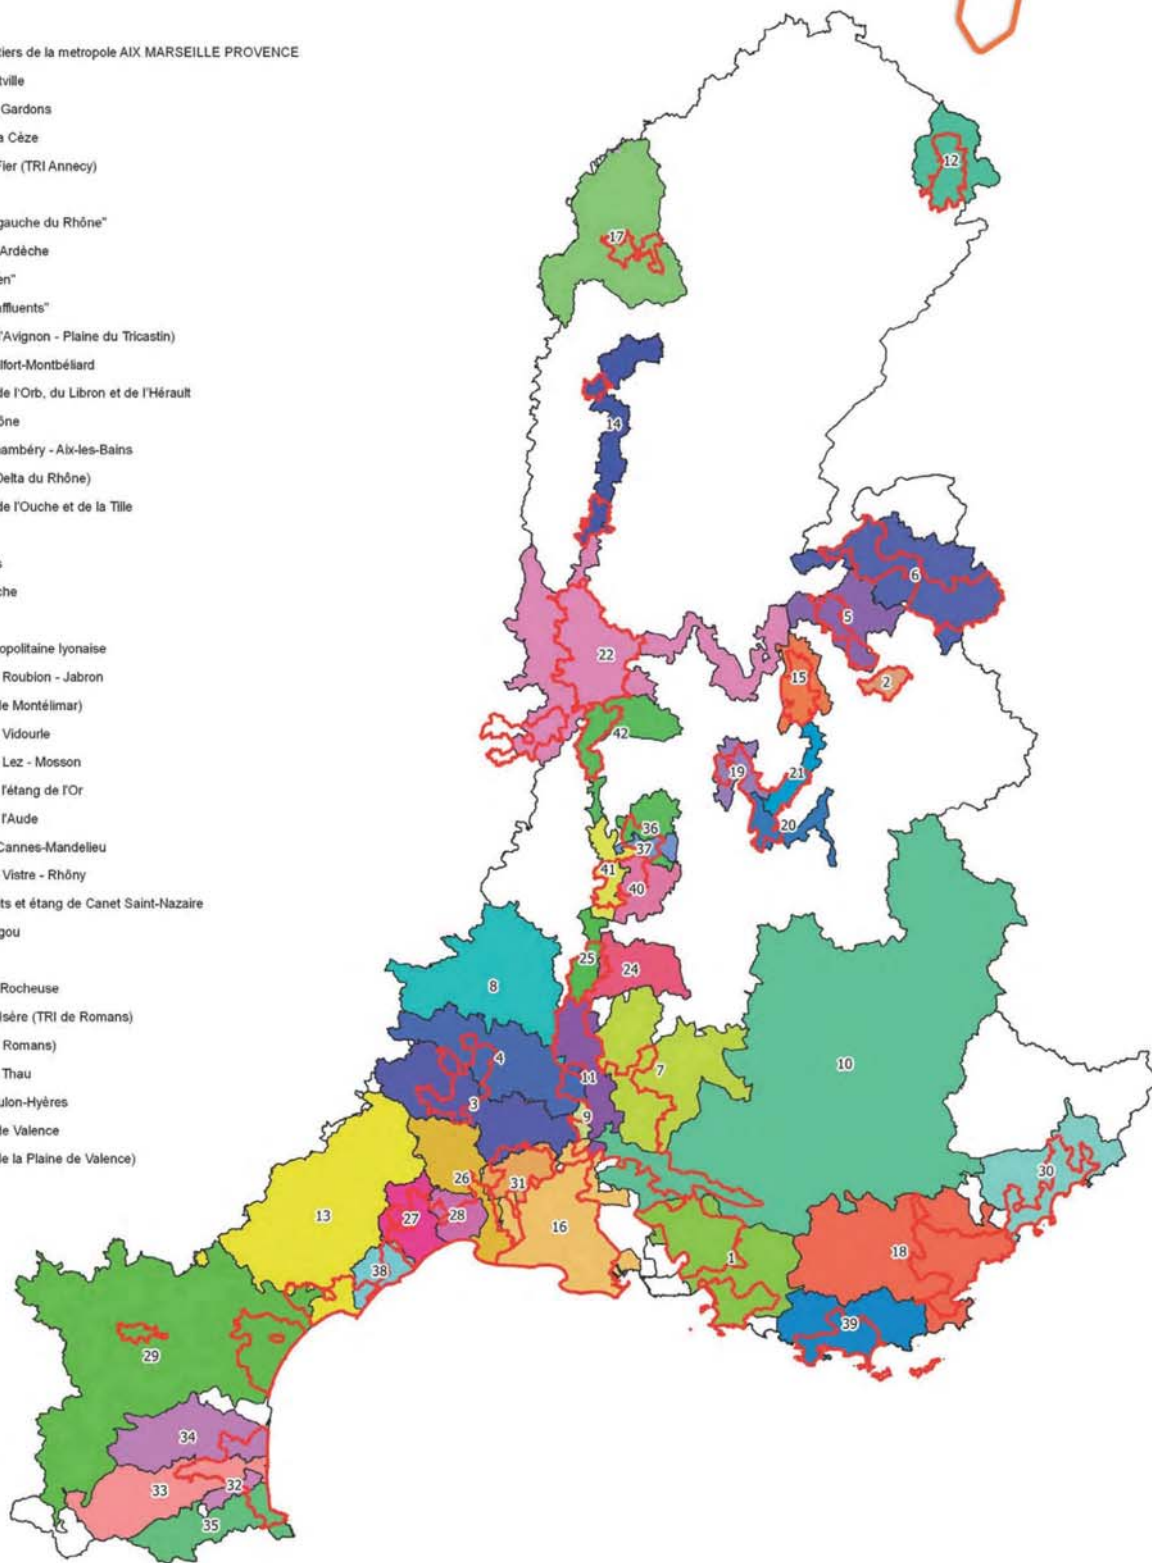 tiers de la metropole AIX MARSEILLE PROVENCE
tville
Gardons
a Cèze
Fier (TRI Annecy)
gauche du Rhône"
Ardèche
en"
affluents"
d'Avignon - Plaine du Tricastin)
elfort-Montbéliard
de l'Orb, du Libron et de l'Hérault
ône
hambéry - Aix-les-Bains
Delta du Rhône)
de l'Ouche et de la Tille
s
che
opolitaine lyonaise
Roubion - Jabron
de Montélimar)
Vidourle
Lez - Mosson
l'étang de l'Or
l'Aude
Cannes-Mandelieu
Vistre - Rhôny
ts et étang de Canet Saint-Nazaire
gou
Rocheuse
Isère (TRI de Romans)
Romans)
Thau
ulon-Hyères
de Valence
de la Plaine de Valence)
12
17
14
6
5
22
15
2
42
19
21
20
36
37
41
40
25
24
8
4
11
10
7
3
9
30
26
31
13
27
28
16
18
1
38
39
29
34
33
32
35